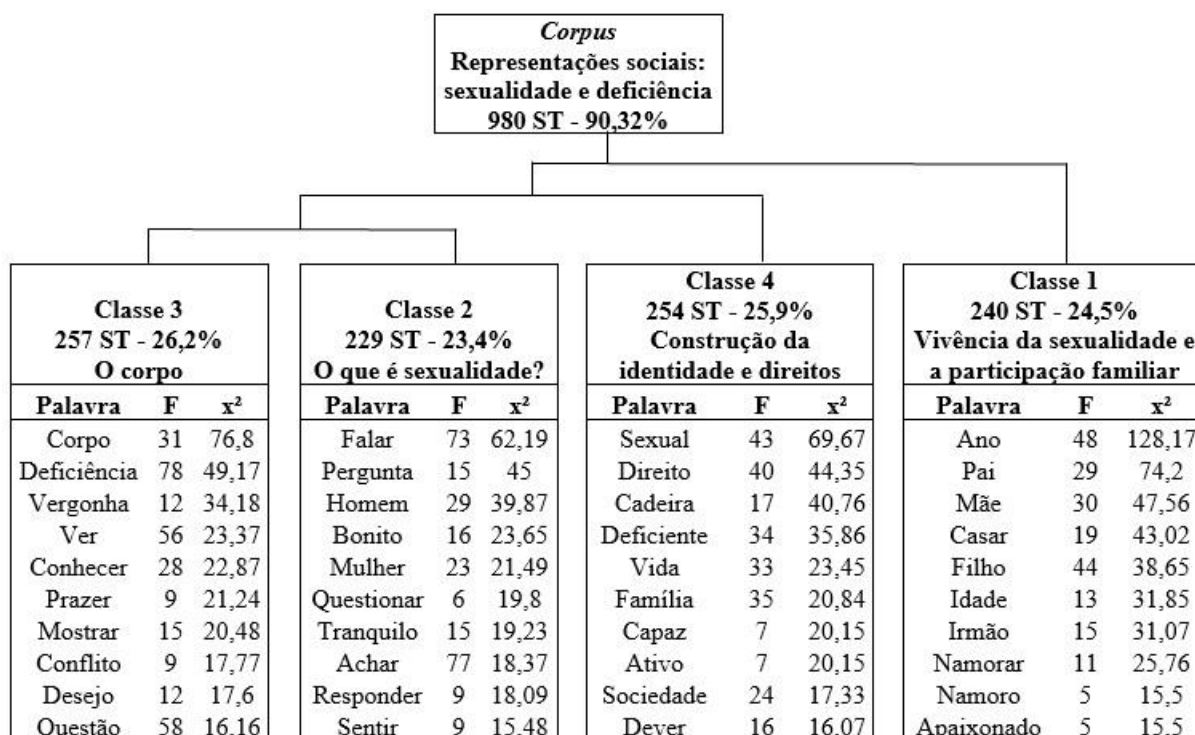 Corpus
Representações sociais:
sexualidade e deficiência
980 ST - 90,32%
Classe 3
257 ST - 26,2%
O corpo
Palavra F x²
Corpo 31 76,8
Deficiência 78 49,17
Vergonha 12 34,18
Ver 56 23,37
Conhecer 28 22,87
Prazer 9 21,24
Mostrar 15 20,48
Conflito 9 17,77
Desejo 12 17,6
Questão 58 16,16
Classe 2
229 ST - 23,4%
O que é sexualidade?
Palavra F x²
Falar 73 62,19
Pergunta 15 45
Homem 29 39,87
Bonito 16 23,65
Mulher 23 21,49
Questionar 6 19,8
Tranquilo 15 19,23
Achar 77 18,37
Responder 9 18,09
Sentir 9 15,48
Classe 4
254 ST - 25,9%
Construção da
identidade e direitos
Palavra F x²
Sexual 43 69,67
Direito 40 44,35
Cadeira 17 40,76
Deficiente 34 35,86
Vida 33 23,45
Família 35 20,84
Capaz 7 20,15
Ativo 7 20,15
Sociedade 24 17,33
Dever 16 16,07
Classe 1
240 ST - 24,5%
Vivência da sexualidade e
a participação familiar
Palavra F x²
Ano 48 128,17
Pai 29 74,2
Mãe 30 47,56
Casar 19 43,02
Filho 44 38,65
Idade 13 31,85
Irmão 15 31,07
Namorar 11 25,76
Namoro 5 15,5
Apaixonado 5 15,5